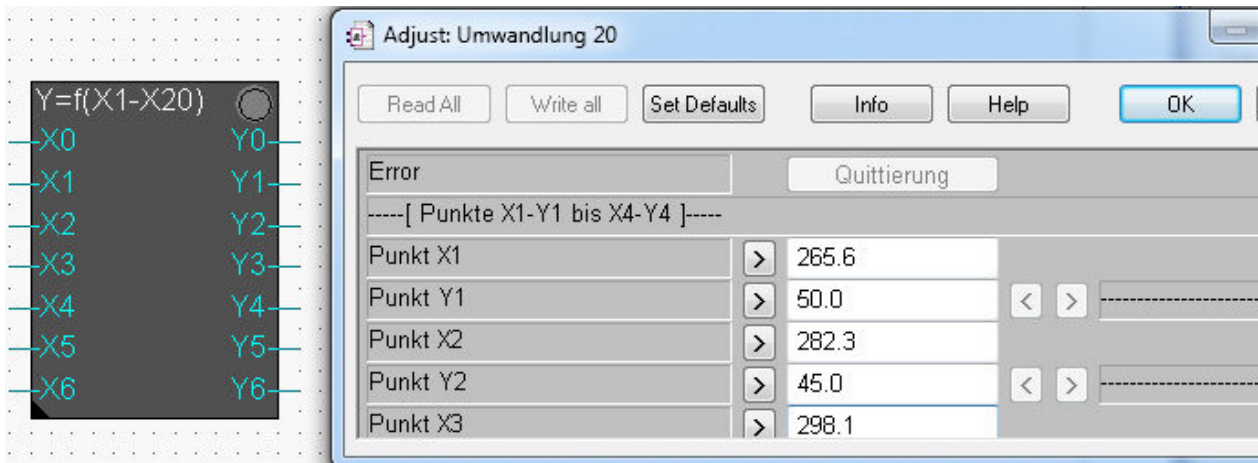 Y=f(X1-X20)
X0 Y0
X1 Y1
X2 Y2
X3 Y3
X4 Y4
X5 Y5
X6 Y6
Adjust: Umwandlung 20
Read All Write all Set Defaults Info Help OK
Error Quittierung
-----[ Punkte X1-Y1 bis X4-Y4 ]-----
Punkt X1 > 265.6
Punkt Y1 > 50.0 < >
Punkt X2 > 282.3
Punkt Y2 > 45.0 < >
Punkt X3 > 298.1